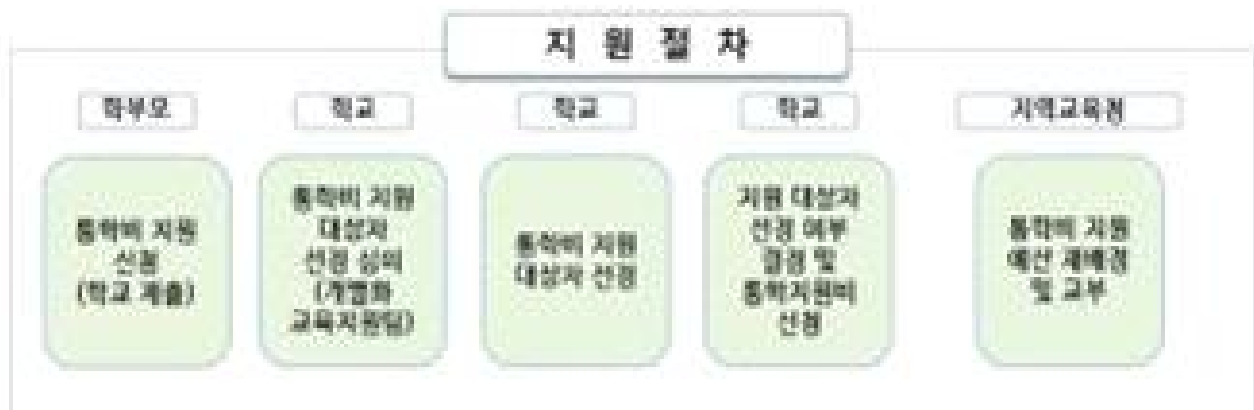 지 원 절 차
학부모
통학비 지원
신청
(학교 제출)
학교
통학비 지원
대상자
선정 심의
(개별화
교육지원팀)
학교
통학비 지원
대상자 선정
학교
지원 대상자
선정 여부
결정 및
통학지원비
신청
지역교육청
통학비 지원
예산 재배정
및 교부